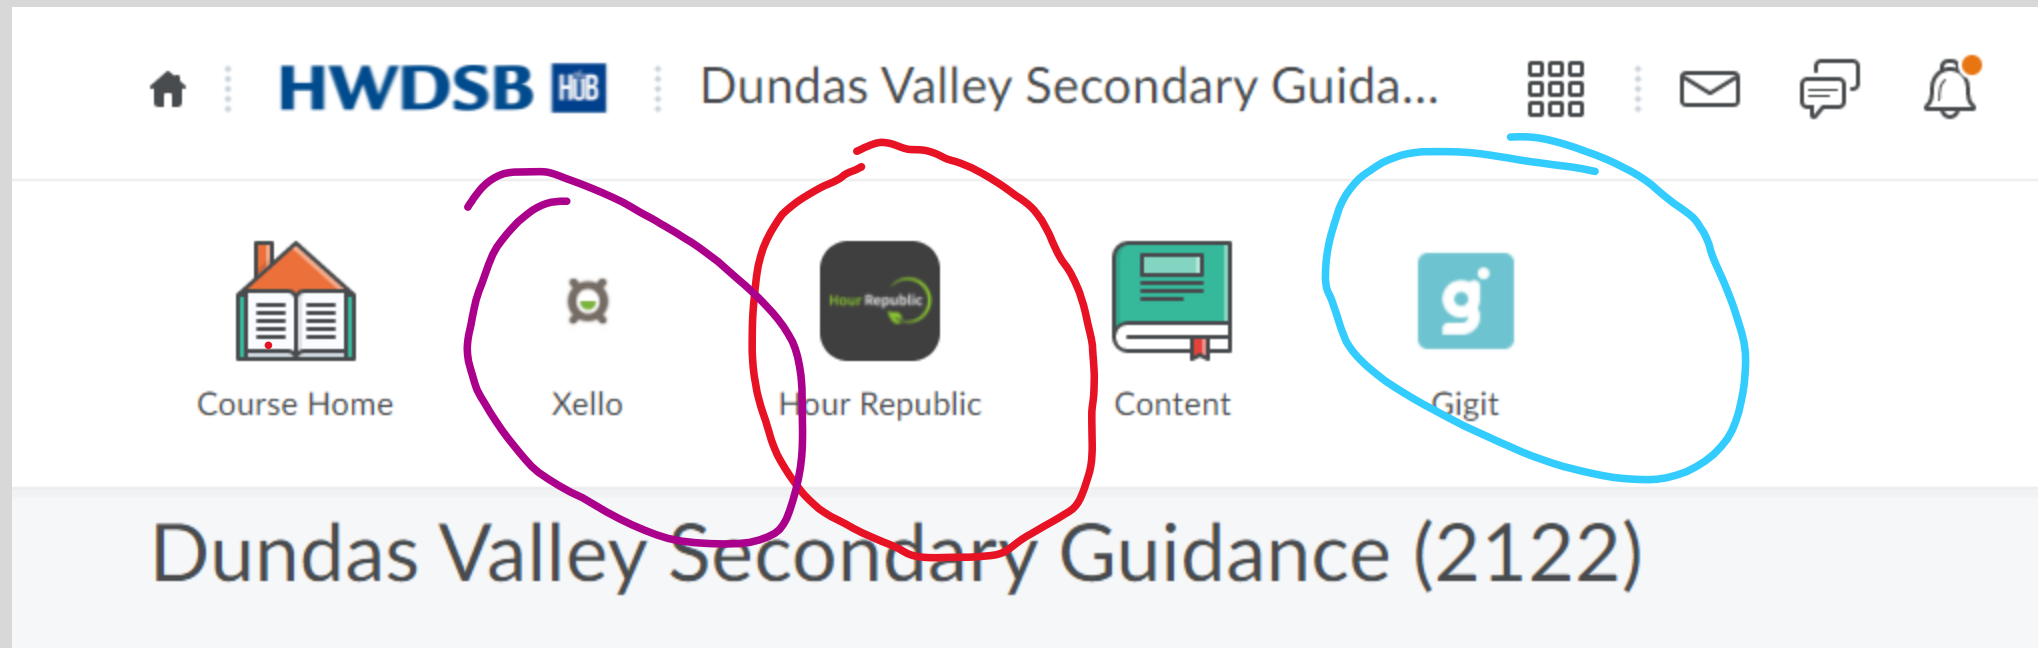 HWDSB HUB Dundas Valley Secondary Guida...
Hour Republic
g
Course Home Xello Hour Republic Content Gigit
Dundas Valley Secondary Guidance (2122)